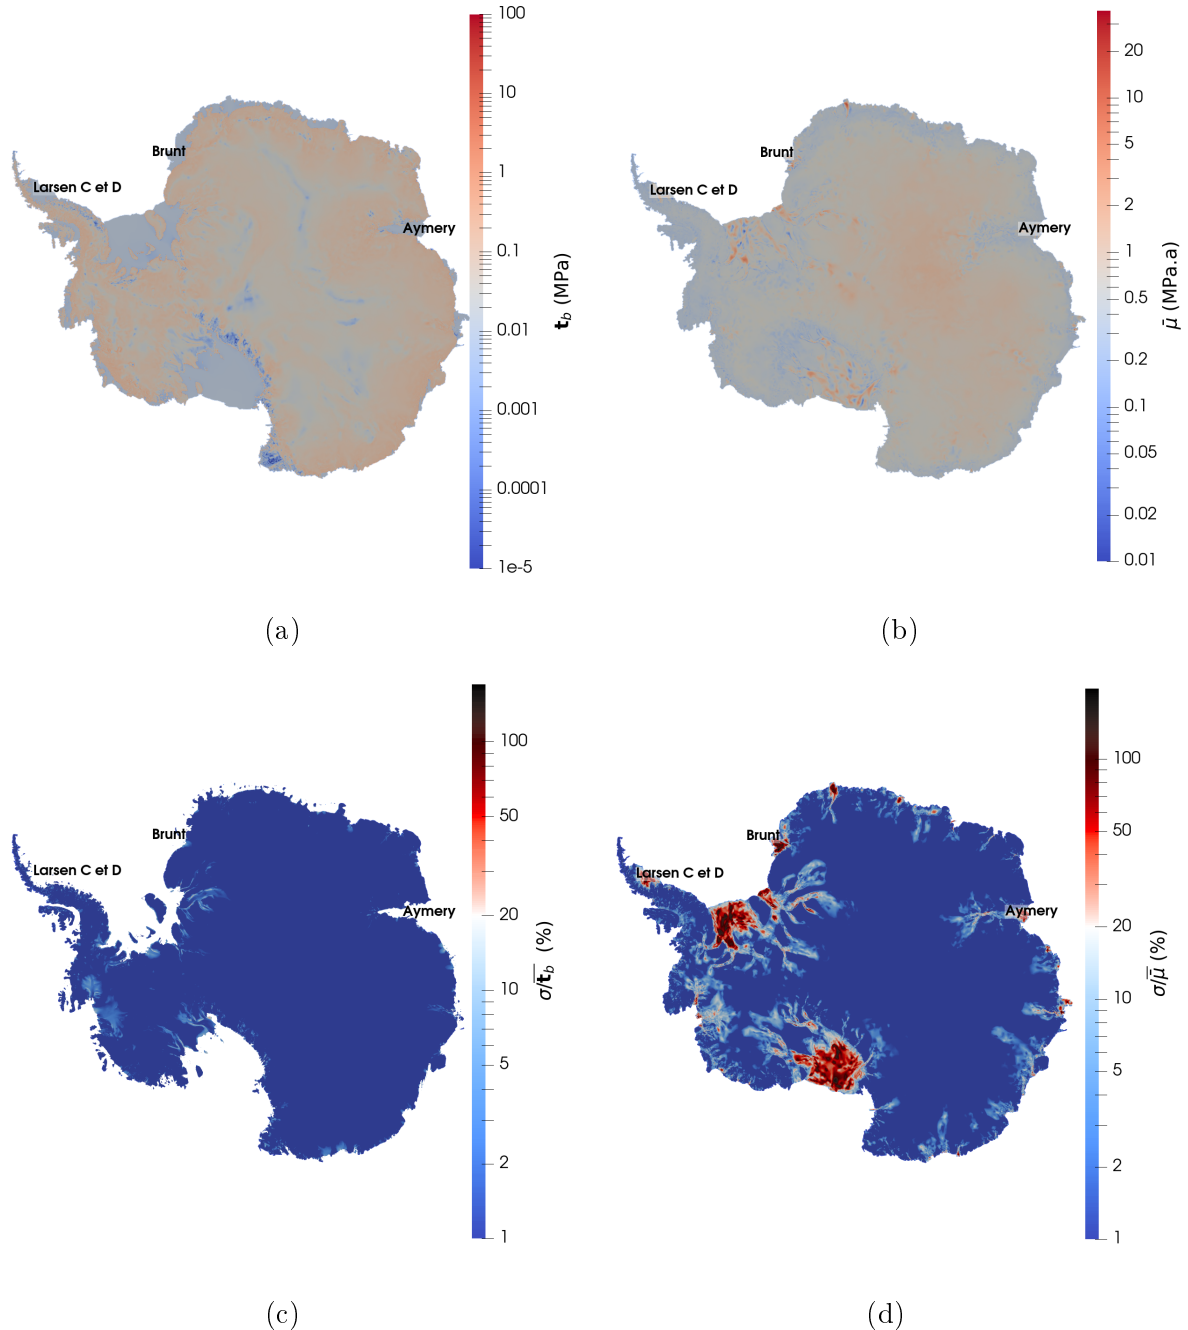 100
10
1
0.1
0.01
0.001
0.0001
1e-5
t_b (MPa)
Brunt
Larsen C et D
Aymery
(a)
20
10
5
2
1
0.5
0.2
0.1
0.05
0.02
0.01
μ̄ (MPa.a)
Brunt
Larsen C et D
Aymery
(b)
100
50
20
10
5
2
1
σ/t̄_b (%)
Brunt
Larsen C et D
Aymery
(c)
100
50
20
10
5
2
1
σ/μ̄ (%)
Brunt
Larsen C et D
Aymery
(d)